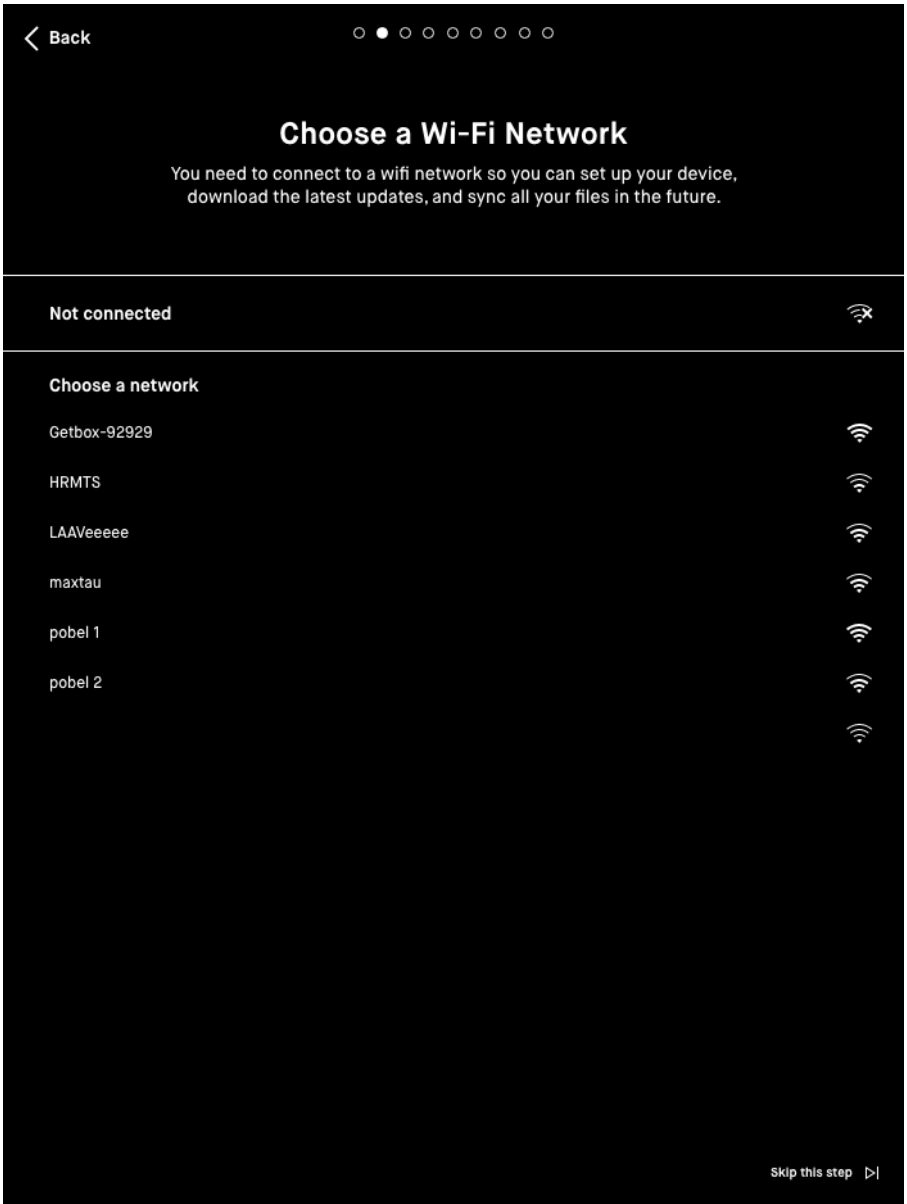 Back
Choose a Wi-Fi Network
You need to connect to a wifi network so you can set up your device,
download the latest updates, and sync all your files in the future.
Not connected
Choose a network
Getbox-92929
HRMTS
LAAVeeeee
maxtau
pobel 1
pobel 2
Skip this step